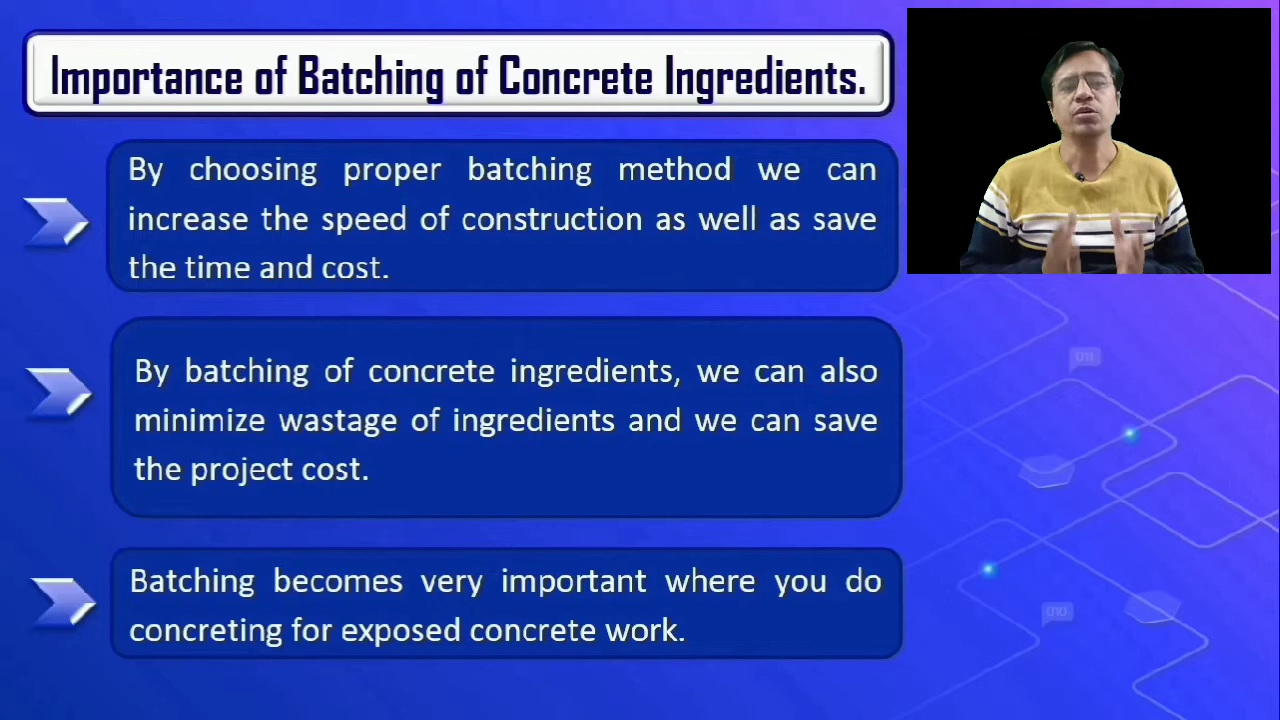 Importance of Batching of Concrete Ingredients.
By choosing proper batching method we can
increase the speed of construction as well as save
the time and cost.
By batching of concrete ingredients, we can also
minimize wastage of ingredients and we can save
the project cost.
Batching becomes very important where you do
concreting for exposed concrete work.
011
010